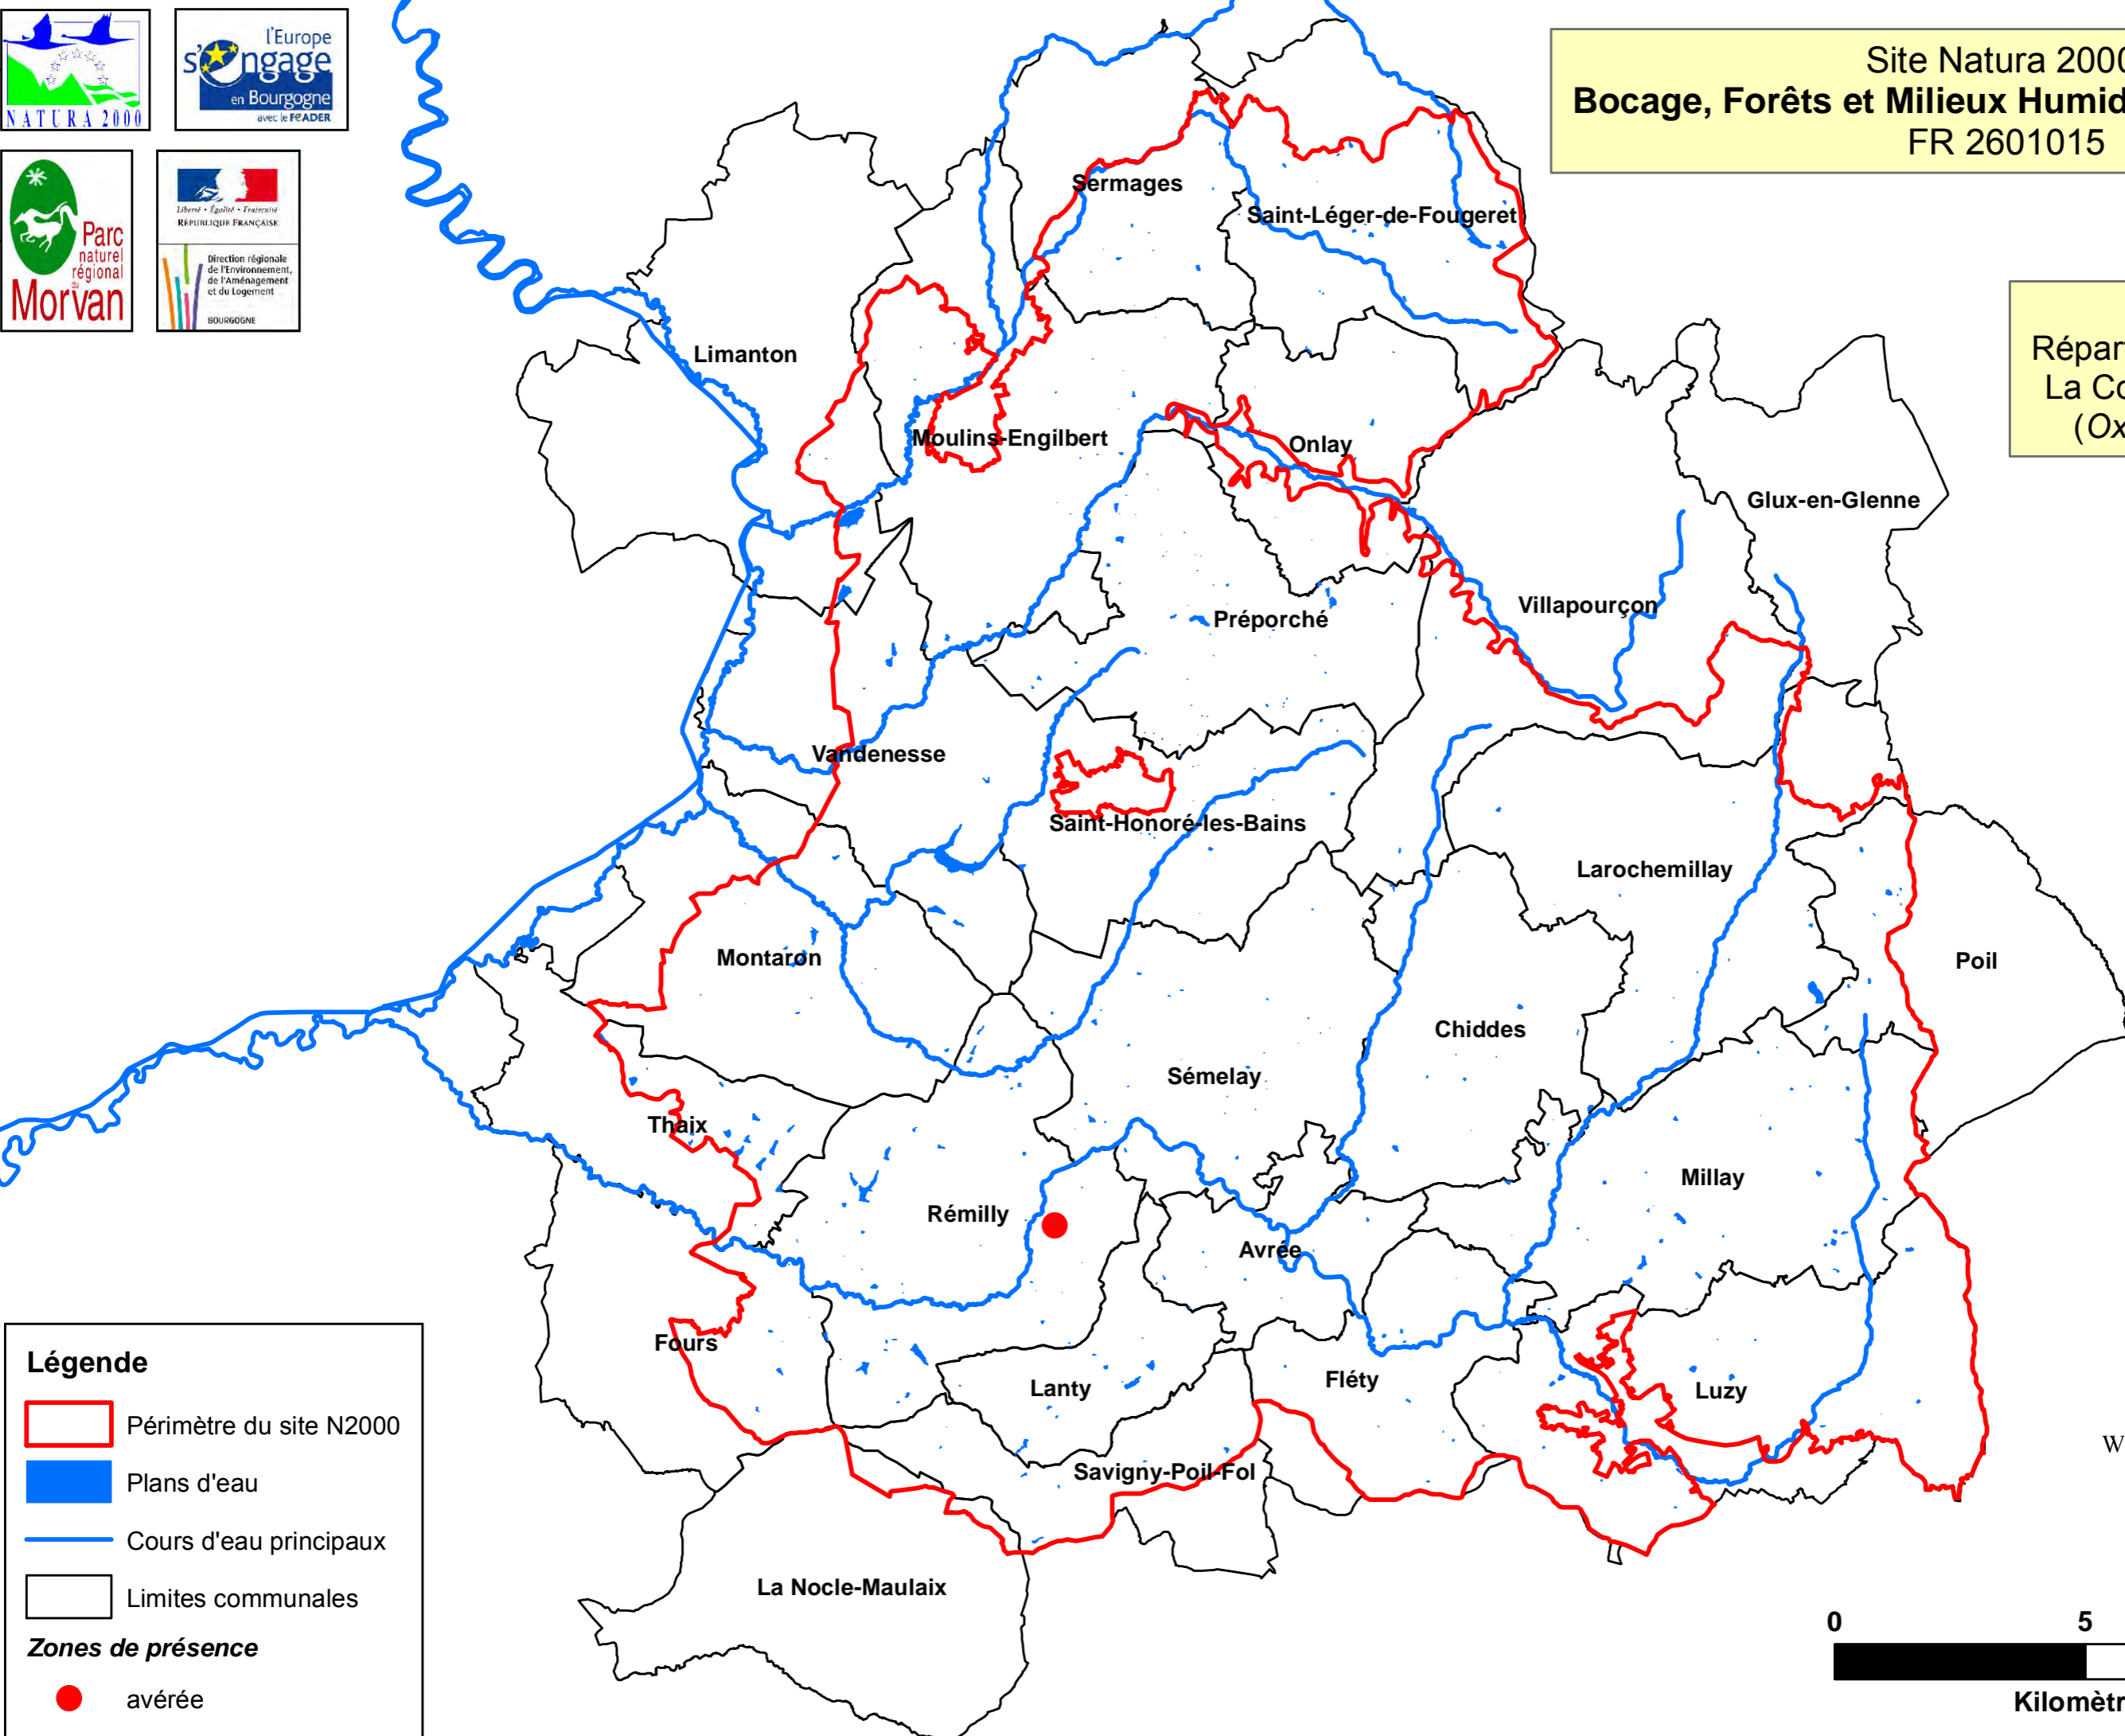 NATURA 2000
l'Europe
s'engage
en Bourgogne
avec le FEADER
Parc
naturel
régional
du
Morvan
Liberté • Égalité • Fraternité
RÉPUBLIQUE FRANÇAISE
Direction régionale
de l'Environnement,
de l'Aménagement
et du Logement
BOURGOGNE
Site Natura 2000
Bocage, Forêts et Milieux Humid
FR 2601015
Répar
La Co
(Ox
Sermages
Saint-Léger-de-Fougeret
Limanton
Moulins-Engilbert
Onlay
Glux-en-Glenne
Villapourçon
Préporché
Vandenesse
Saint-Honoré-les-Bains
Larochemillay
Montaron
Poil
Chiddes
Sémelay
Thaix
Millay
Rémilly
Avrée
Fours
Lanty
Fléty
Luzy
Savigny-Poil-Fol
La Nocle-Maulaix
W
Légende
Périmètre du site N2000
Plans d'eau
Cours d'eau principaux
Limites communales
Zones de présence
avérée
0 5
Kilomètr